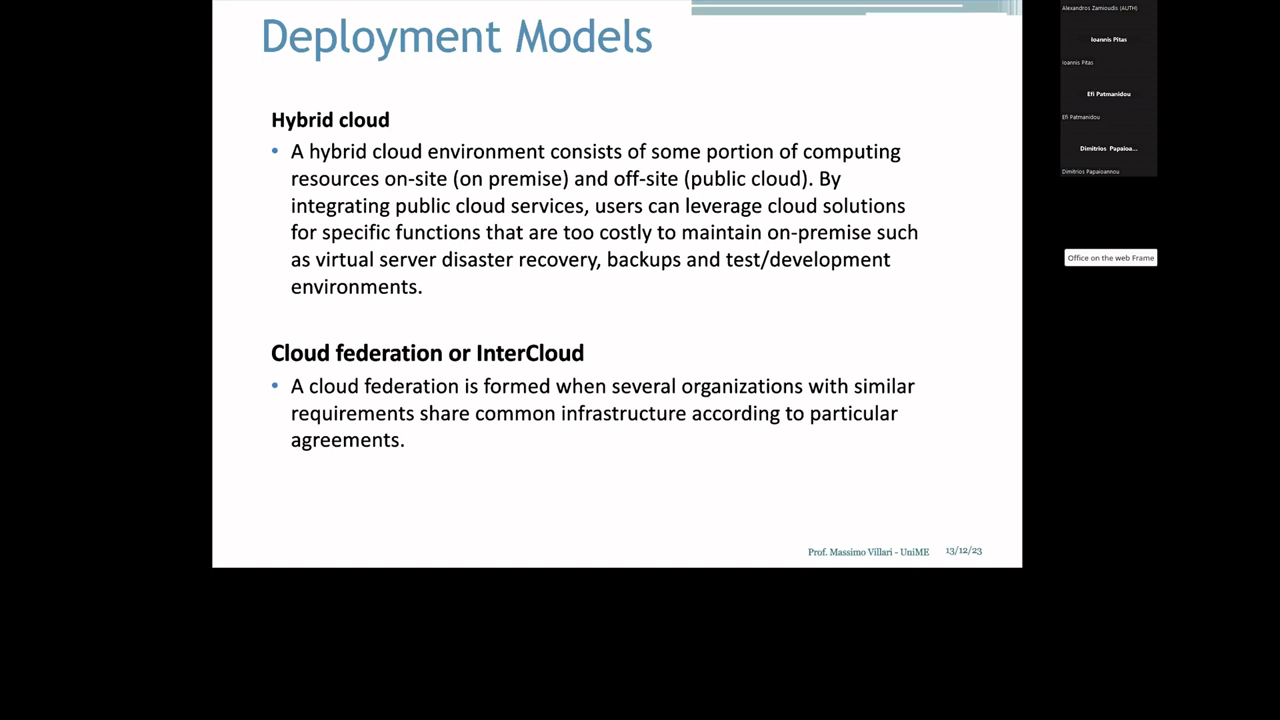 Deployment Models
Hybrid cloud
• A hybrid cloud environment consists of some portion of computing
resources on-site (on premise) and off-site (public cloud). By
integrating public cloud services, users can leverage cloud solutions
for specific functions that are too costly to maintain on-premise such
as virtual server disaster recovery, backups and test/development
environments.
Cloud federation or InterCloud
• A cloud federation is formed when several organizations with similar
requirements share common infrastructure according to particular
agreements.
Prof. Massimo Villari - UniME 13/12/23
Alexandros Zamioudis (AUTH)
Ioannis Pitas
Ioannis Pitas
Efi Patmanidou
Efi Patmanidou
Dimitrios Papaioa...
Dimitrios Papaioannou
Office on the web Frame